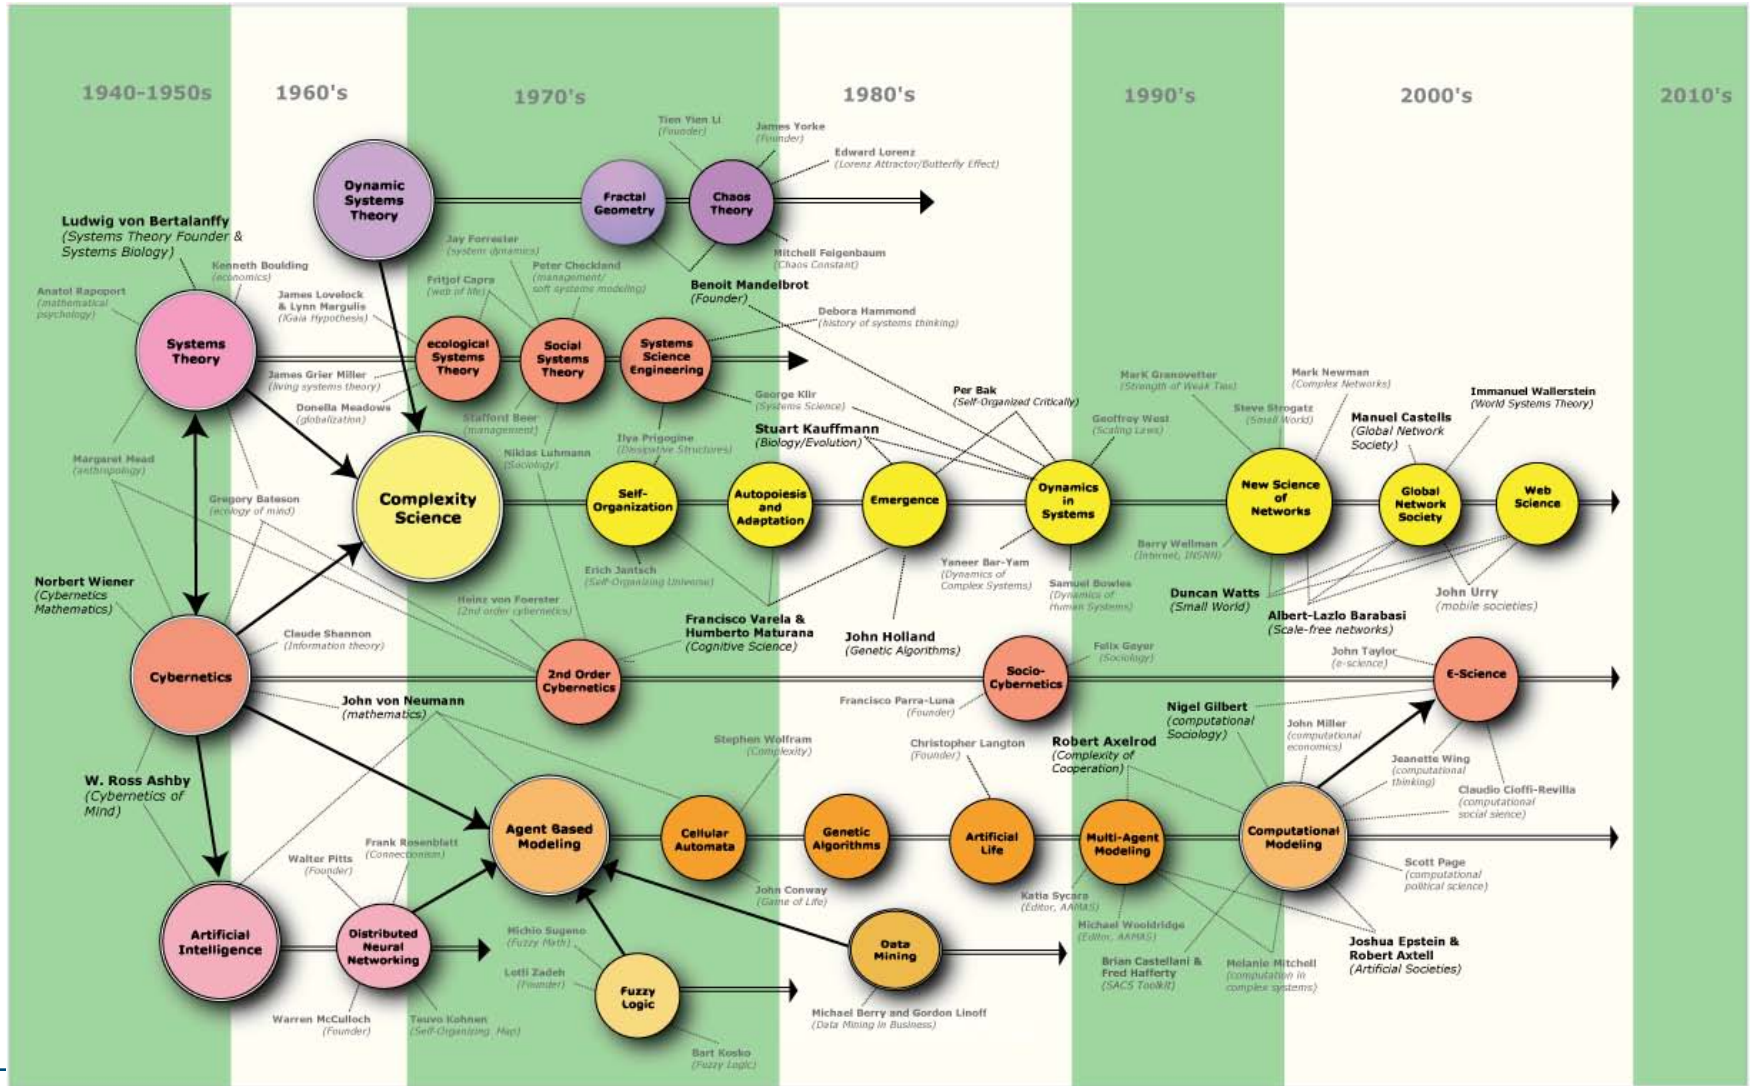 1940-1950s
1960's
1970's
1980's
1990's
2000's
2010's
Tien Yien Li
(Founder)
James Yorke
(Founder)
Edward Lorenz
(Lorenz Attractor/Butterfly Effect)
Dynamic
Systems
Theory
Fractal
Geometry
Chaos
Theory
Mitchell Feigenbaum
(Chaos Constant)
Benoit Mandelbrot
(Founder)
Ludwig von Bertalanffy
(Systems Theory Founder &
Systems Biology)
Kenneth Boulding
(economics)
Anatol Rapoport
(mathematical
psychology)
James Lovelock
& Lynn Margulis
(IGaia Hypothesis)
Jay Forrester
(system dynamics)
Fritjof Capra
(web of life)
Peter Checkland
(management/
soft systems modeling)
Debora Hammond
(history of systems thinking)
Systems
Theory
ecological
Systems
Theory
Social
Systems
Theory
Systems
Science
Engineering
James Grier Miller
(living systems theory)
Donella Meadows
(globalization)
Stafford Beer
(management)
Niklas Luhmann
(Sociology)
Ilya Prigogine
(Dissipative Structures)
George Klir
(Systems Science)
Stuart Kauffmann
(Biology/Evolution)
Per Bak
(Self-Organized Critically)
Geoffroy West
(Scaling Laws)
MarK Granovetter
(Strength of Weak Ties)
Steve Strogatz
(Small World)
Mark Newman
(Complex Networks)
Manuel Castells
(Global Network
Society)
Immanuel Wallerstein
(World Systems Theory)
Margaret Mead
(anthropology)
Gregory Bateson
(ecology of mind)
Complexity
Science
Self-
Organization
Autopoiesis
and
Adaptation
Emergence
Dynamics
in
Systems
New Science
of
Networks
Global
Network
Society
Web
Science
Erich Jantsch
(Self-Organizing Universe)
Yaneer Bar-Yam
(Dynamics of
Complex Systems)
Samuel Bowles
(Dynamics of
Human Systems)
Barry Wellman
(Internet, INSNN)
Duncan Watts
(Small World)
Albert-Lazlo Barabasi
(Scale-free networks)
John Urry
(mobile societies)
Norbert Wiener
(Cybernetics
Mathematics)
Claude Shannon
(Information theory)
Heinz von Foerster
(2nd order cybernetics)
Francisco Varela &
Humberto Maturana
(Cognitive Science)
John Holland
(Genetic Algorithms)
Cybernetics
2nd Order
Cybernetics
Socio-
Cybernetics
Felix Geyer
(Sociology)
Francisco Parra-Luna
(Founder)
John Taylor
(e-science)
E-Science
John von Neumann
(mathematics)
W. Ross Ashby
(Cybernetics of
Mind)
Stephen Wolfram
(Complexity)
Christopher Langton
(Founder)
Robert Axelrod
(Complexity of
Cooperation)
Nigel Gilbert
(computational
Sociology)
John Miller
(computational
economics)
Jeanette Wing
(computational
thinking)
Claudio Cioffi-Revilla
(computational
social sience)
Agent Based
Modeling
Cellular
Automata
Genetic
Algorithms
Artificial
Life
Multi-Agent
Modeling
Computational
Modeling
Scott Page
(computational
political science)
John Conway
(Game of Life)
Katia Sycara
(Editor, AAMAS)
Michael Wooldridge
(Editor, AAMAS)
Brian Castellani &
Fred Hafferty
(SACS Toolkit)
Melanie Mitchell
(computation in
complex systems)
Joshua Epstein &
Robert Axtell
(Artificial Societies)
Frank Rosenblatt
(Connectionism)
Walter Pitts
(Founder)
Artificial
Intelligence
Distributed
Neural
Networking
Warren McCulloch
(Founder)
Teuvo Kohnen
(Self-Organizing Map)
Michio Sugeno
(Fuzzy Math)
Lotfi Zadeh
(Founder)
Fuzzy
Logic
Bart Kosko
(Fuzzy Logic)
Data
Mining
Michael Berry and Gordon Linoff
(Data Mining in Business)